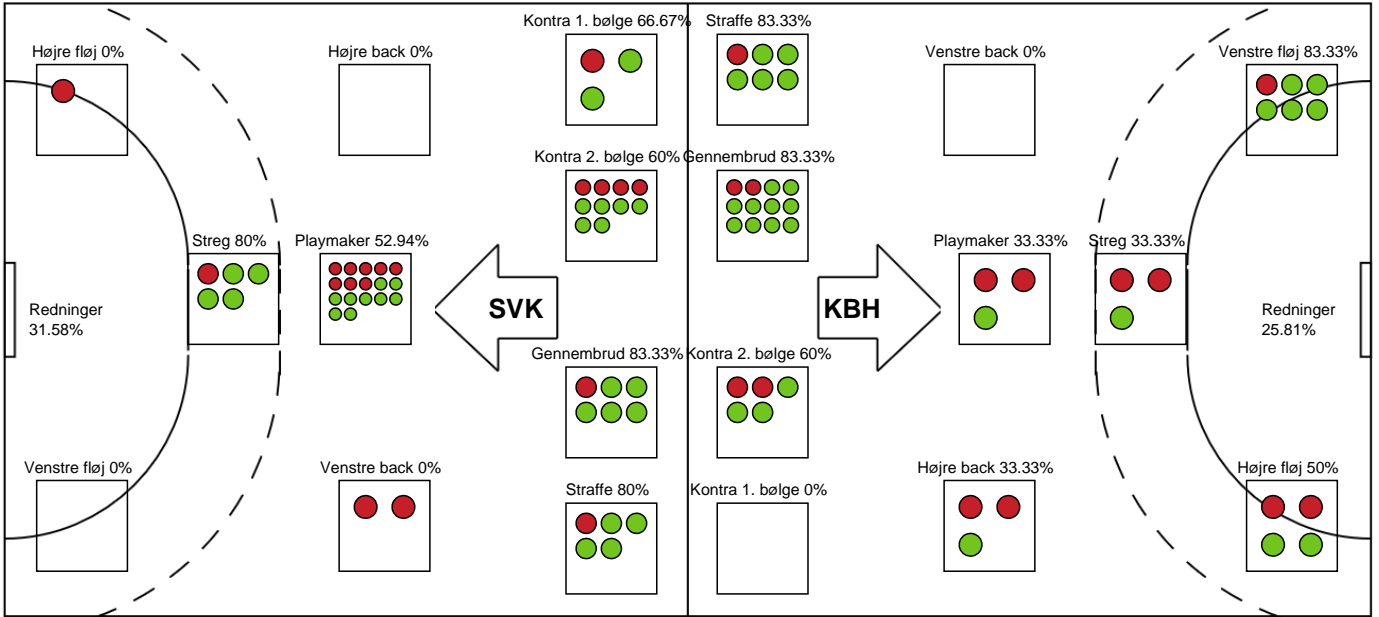 Kontra 1. bølge 66.67%
Straffe 83.33%
Højre fløj 0%
Højre back 0%
Venstre back 0%
Venstre fløj 83.33%
Kontra 2. bølge 60%
Gennembrud 83.33%
Streg 80%
Playmaker 52.94%
Playmaker 33.33%
Streg 33.33%
Redninger
31.58%
SVK
KBH
Redninger
25.81%
Gennembrud 83.33%
Kontra 2. bølge 60%
Venstre fløj 0%
Venstre back 0%
Straffe 80%
Kontra 1. bølge 0%
Højre back 33.33%
Højre fløj 50%